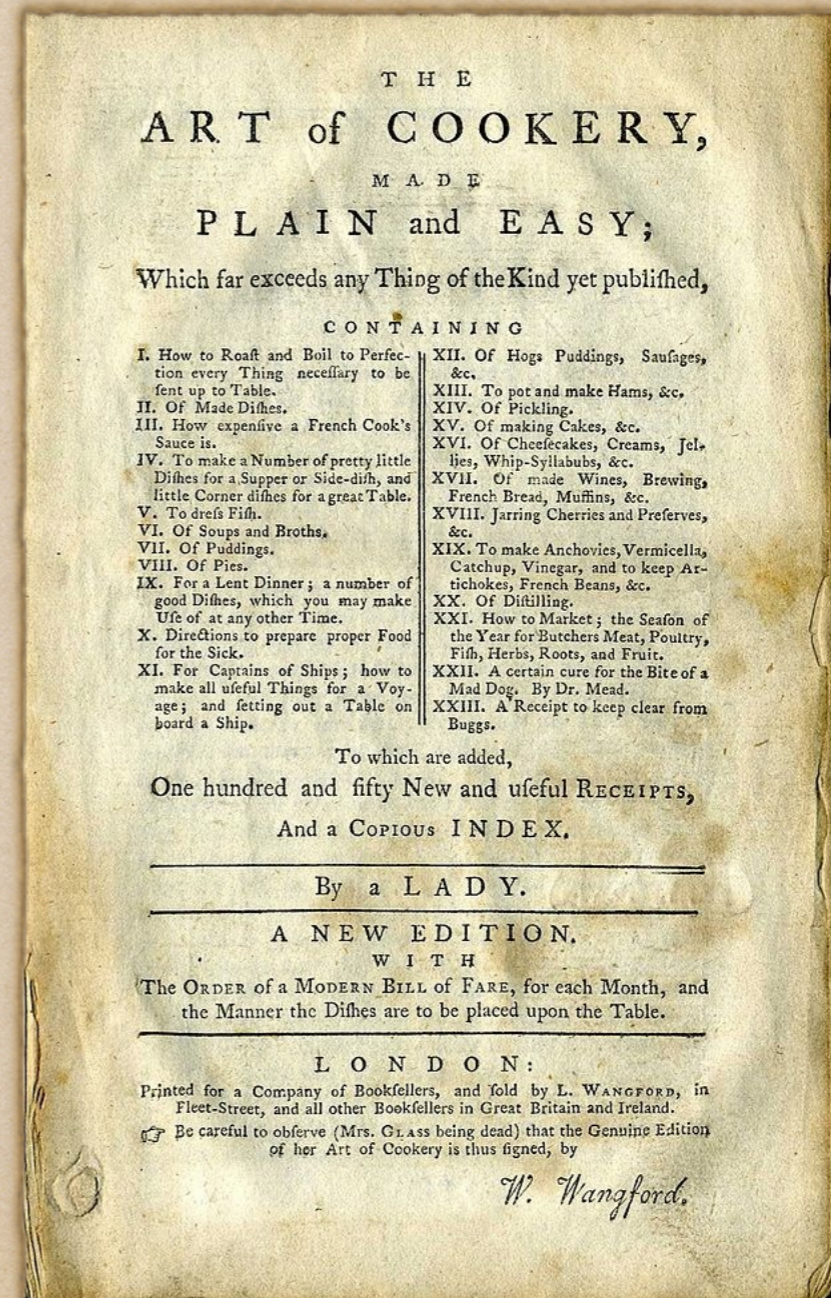 THE
ART of COOKERY,
MADE
PLAIN and EASY;
Which far exceeds any Thing of the Kind yet publiſhed,
CONTAINING
I. How to Roaſt and Boil to Perfec-
tion every Thing neceſſary to be
ſent up to Table.
II. Of Made Diſhes.
III. How expenſive a French Cook's
Sauce is.
IV. To make a Number of pretty little
Diſhes for a Supper or Side-diſh, and
little Corner diſhes for a great Table.
V. To dreſs Fiſh.
VI. Of Soups and Broths.
VII. Of Puddings.
VIII. Of Pies.
IX. For a Lent Dinner; a number of
good Diſhes, which you may make
Uſe of at any other Time.
X. Directions to prepare proper Food
for the Sick.
XI. For Captains of Ships; how to
make all uſeful Things for a Voy-
age; and ſetting out a Table on
board a Ship.
XII. Of Hogs Puddings, Sauſages,
&c.
XIII. To pot and make Hams, &c.
XIV. Of Pickling.
XV. Of making Cakes, &c.
XVI. Of Cheeſecakes, Creams, Jel-
lies, Whip-Syllabubs, &c.
XVII. Of made Wines, Brewing,
French Bread, Muffins, &c.
XVIII. Jarring Cherries and Preſerves,
&c.
XIX. To make Anchovies, Vermicella,
Catchup, Vinegar, and to keep Ar-
tichokes, French Beans, &c.
XX. Of Diſtilling.
XXI. How to Market; the Seaſon of
the Year for Butchers Meat, Poultry,
Fiſh, Herbs, Roots, and Fruit.
XXII. A certain cure for the Bite of a
Mad Dog. By Dr. Mead.
XXIII. A Receipt to keep clear from
Buggs.
To which are added,
One hundred and fifty New and uſeful RECEIPTS,
And a COPIOUS INDEX.
By a LADY.
A NEW EDITION.
WITH
The ORDER of a MODERN BILL of FARE, for each Month, and
the Manner the Diſhes are to be placed upon the Table.
LONDON:
Printed for a Company of Bookſellers, and ſold by L. WANGFORD, in
Fleet-Street, and all other Bookſellers in Great Britain and Ireland.
☞ Be careful to obſerve (Mrs. GLASS being dead) that the Genuine Edition
of her Art of Cookery is thus ſigned, by
W. Wangford.